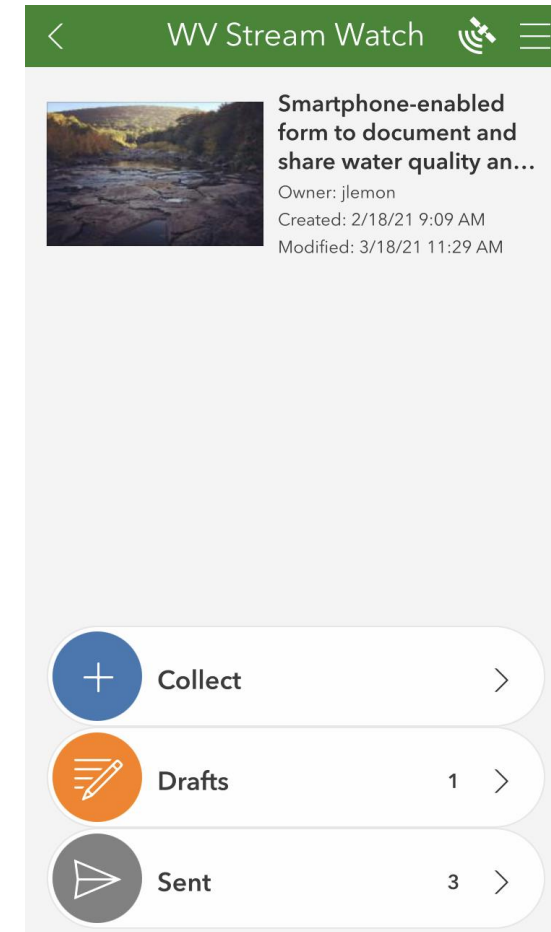 WV Stream Watch
Smartphone-enabled
form to document and
share water quality an...
Owner: jlemon
Created: 2/18/21 9:09 AM
Modified: 3/18/21 11:29 AM
Collect
Drafts 1
Sent 3